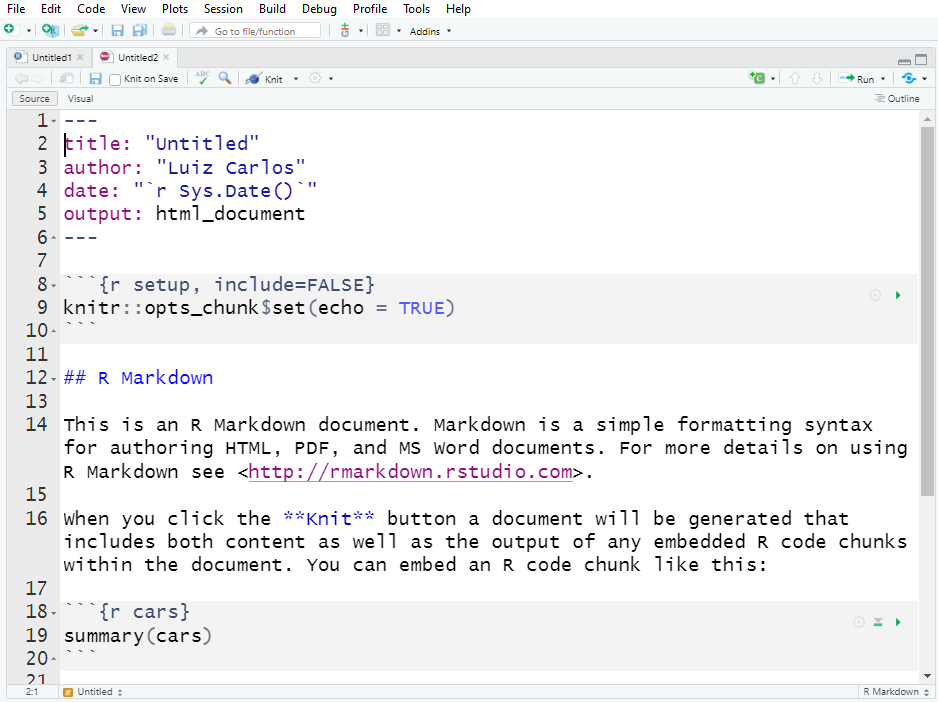 File Edit Code View Plots Session Build Debug Profile Tools Help
Go to file/function Addins
Untitled1 Untitled2
Knit on Save ABC Knit Run
Source Visual Outline
1 ---
2 title: "Untitled"
3 author: "Luiz Carlos"
4 date: "`r Sys.Date()`"
5 output: html_document
6 ---
7
8 ```{r setup, include=FALSE}
9 knitr::opts_chunk$set(echo = TRUE)
10 ```
11
12 ## R Markdown
13
14 This is an R Markdown document. Markdown is a simple formatting syntax
for authoring HTML, PDF, and MS Word documents. For more details on using
R Markdown see <http://rmarkdown.rstudio.com>.
15
16 When you click the **Knit** button a document will be generated that
includes both content as well as the output of any embedded R code chunks
within the document. You can embed an R code chunk like this:
17
18 ```{r cars}
19 summary(cars)
20 ```
21
2:1 # Untitled R Markdown